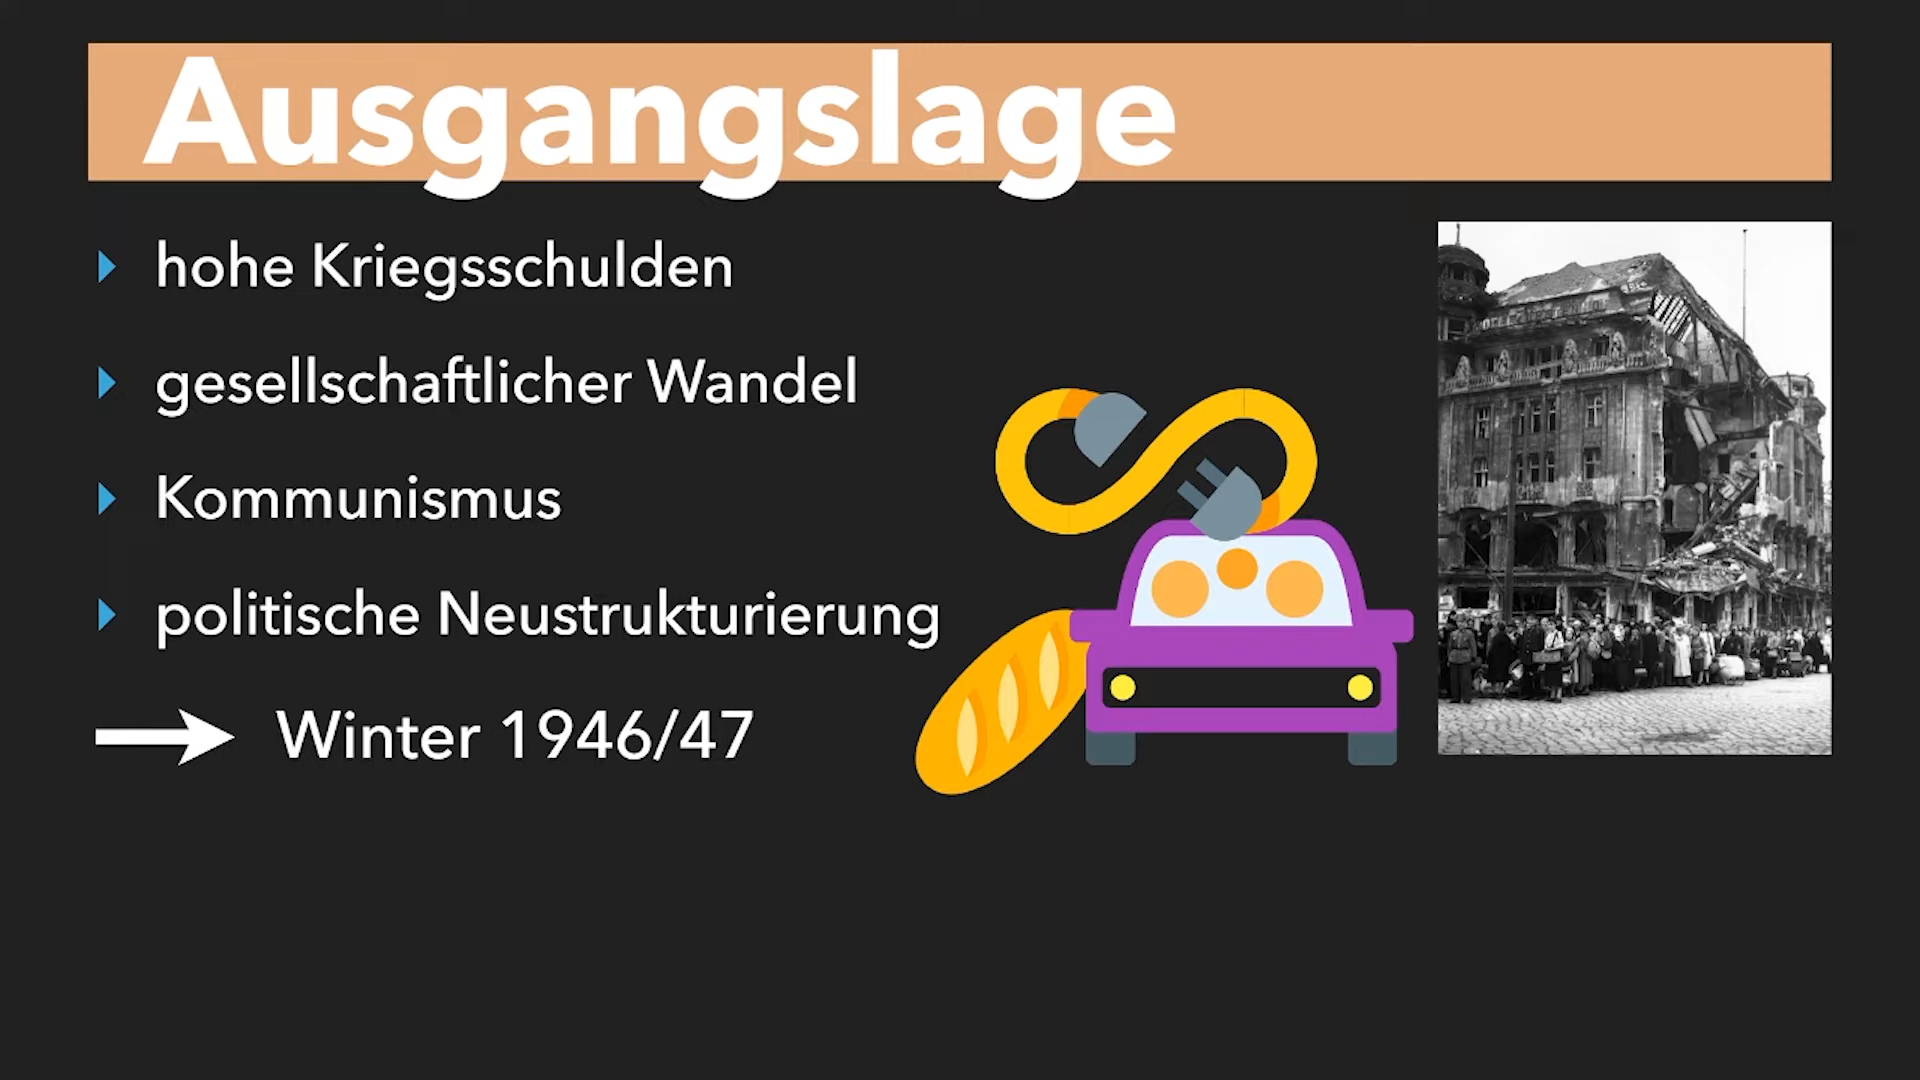 Ausgangslage
hohe Kriegsschulden
gesellschaftlicher Wandel
Kommunismus
politische Neustrukturierung
Winter 1946/47